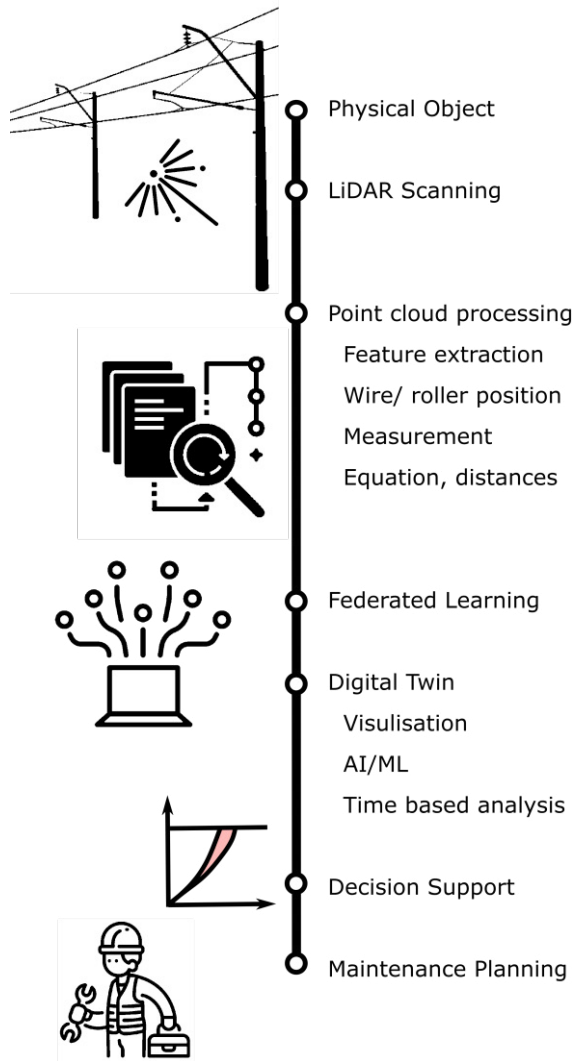 Physical Object
LiDAR Scanning
Point cloud processing
Feature extraction
Wire/ roller position
Measurement
Equation, distances
Federated Learning
Digital Twin
Visulisation
AI/ML
Time based analysis
Decision Support
Maintenance Planning